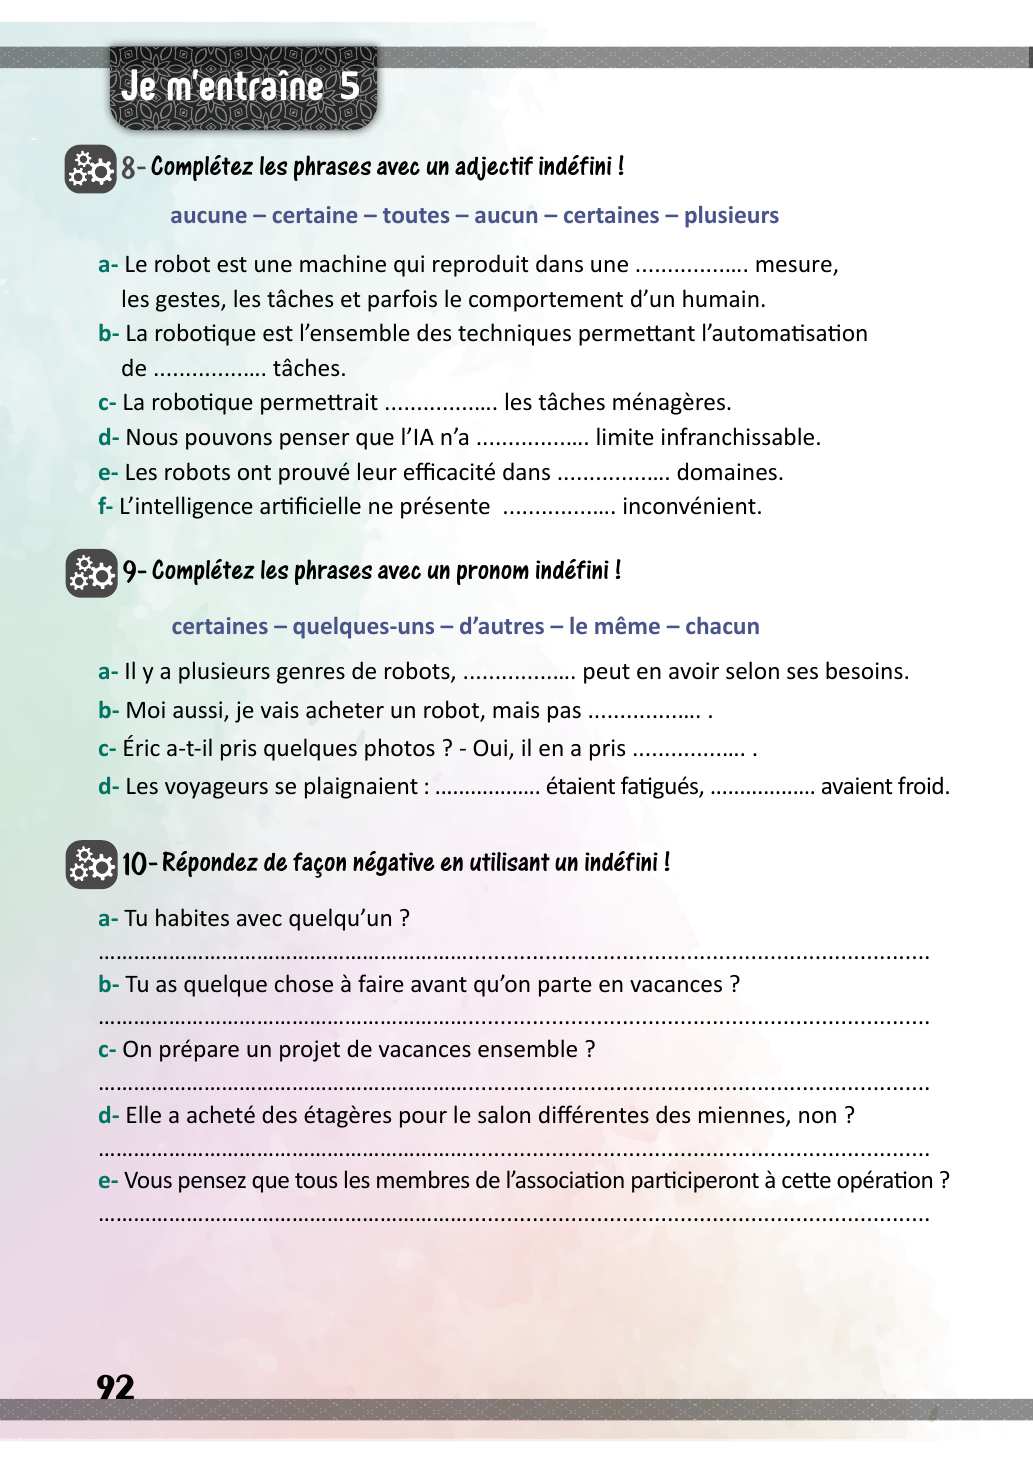 Je m'entraîne 5
8- Complétez les phrases avec un adjectif indéfini !
aucune – certaine – toutes – aucun – certaines – plusieurs
a- Le robot est une machine qui reproduit dans une .................. mesure,
les gestes, les tâches et parfois le comportement d’un humain.
b- La robotique est l’ensemble des techniques permettant l’automatisation
de .................. tâches.
c- La robotique permettrait .................. les tâches ménagères.
d- Nous pouvons penser que l’IA n’a .................. limite infranchissable.
e- Les robots ont prouvé leur efficacité dans .................. domaines.
f- L’intelligence artificielle ne présente .................. inconvénient.
9- Complétez les phrases avec un pronom indéfini !
certaines – quelques-uns – d’autres – le même – chacun
a- Il y a plusieurs genres de robots, .................. peut en avoir selon ses besoins.
b- Moi aussi, je vais acheter un robot, mais pas .................. .
c- Éric a-t-il pris quelques photos ? - Oui, il en a pris .................. .
d- Les voyageurs se plaignaient : .................. étaient fatigués, .................. avaient froid.
10- Répondez de façon négative en utilisant un indéfini !
a- Tu habites avec quelqu’un ?
........................................................................................................................
b- Tu as quelque chose à faire avant qu’on parte en vacances ?
........................................................................................................................
c- On prépare un projet de vacances ensemble ?
........................................................................................................................
d- Elle a acheté des étagères pour le salon différentes des miennes, non ?
........................................................................................................................
e- Vous pensez que tous les membres de l’association participeront à cette opération ?
........................................................................................................................
92